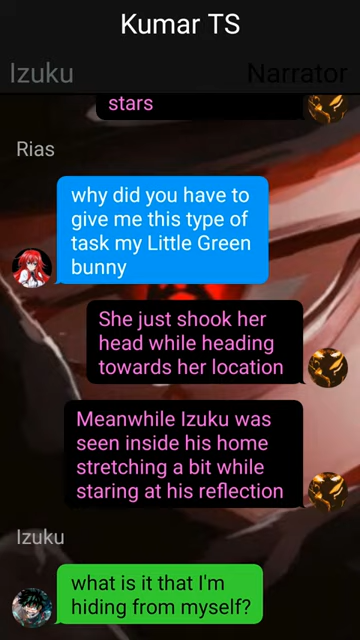 Kumar TS
Izuku
Narrator
stars
Rias
why did you have to
give me this type of
task my Little Green
bunny
She just shook her
head while heading
towards her location
Meanwhile Izuku was
seen inside his home
stretching a bit while
staring at his reflection
Izuku
what is it that I'm
hiding from myself?